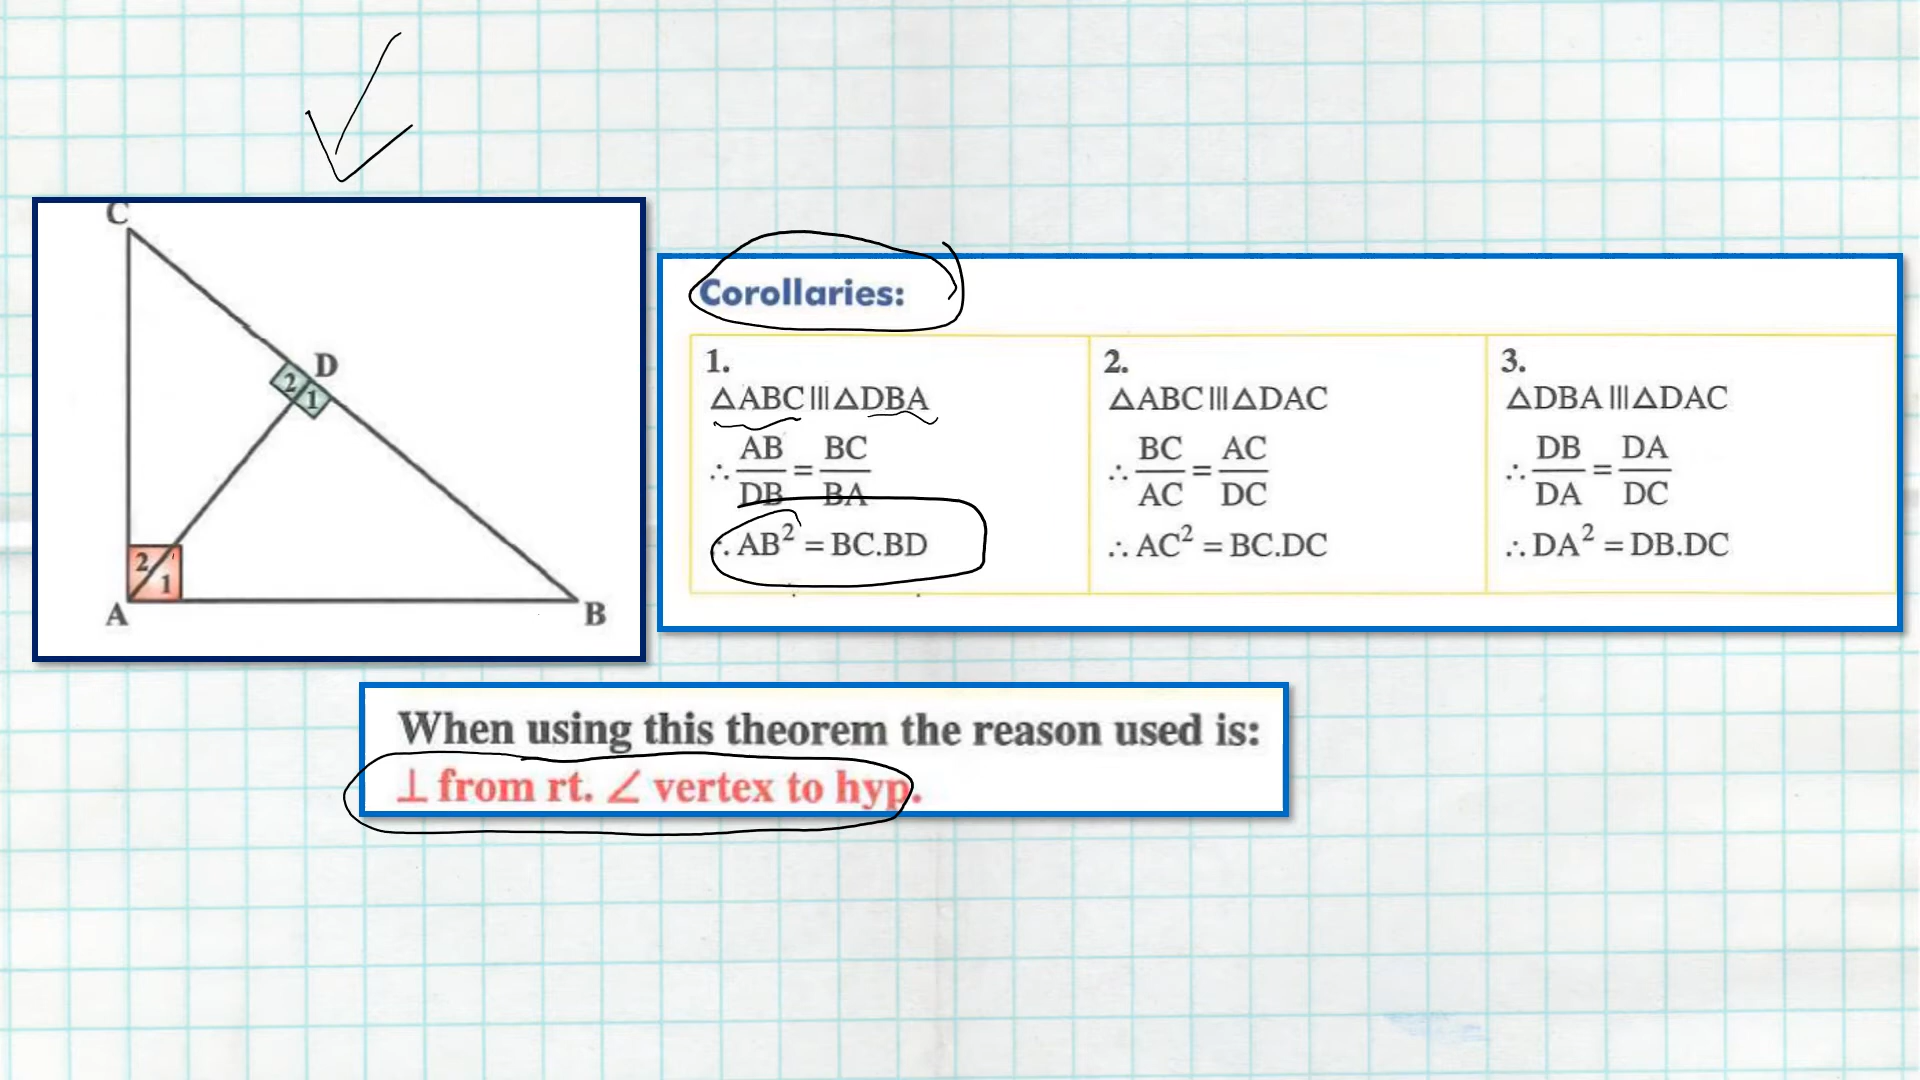 C
D
2
1
2
1
A
B
Corollaries:
1.
△ABC|||△DBA
∴ AB/DB = BC/BA
∴ AB² = BC.BD
2.
△ABC|||△DAC
∴ BC/AC = AC/DC
∴ AC² = BC.DC
3.
△DBA|||△DAC
∴ DB/DA = DA/DC
∴ DA² = DB.DC
When using this theorem the reason used is:
⊥ from rt. ∠ vertex to hyp.